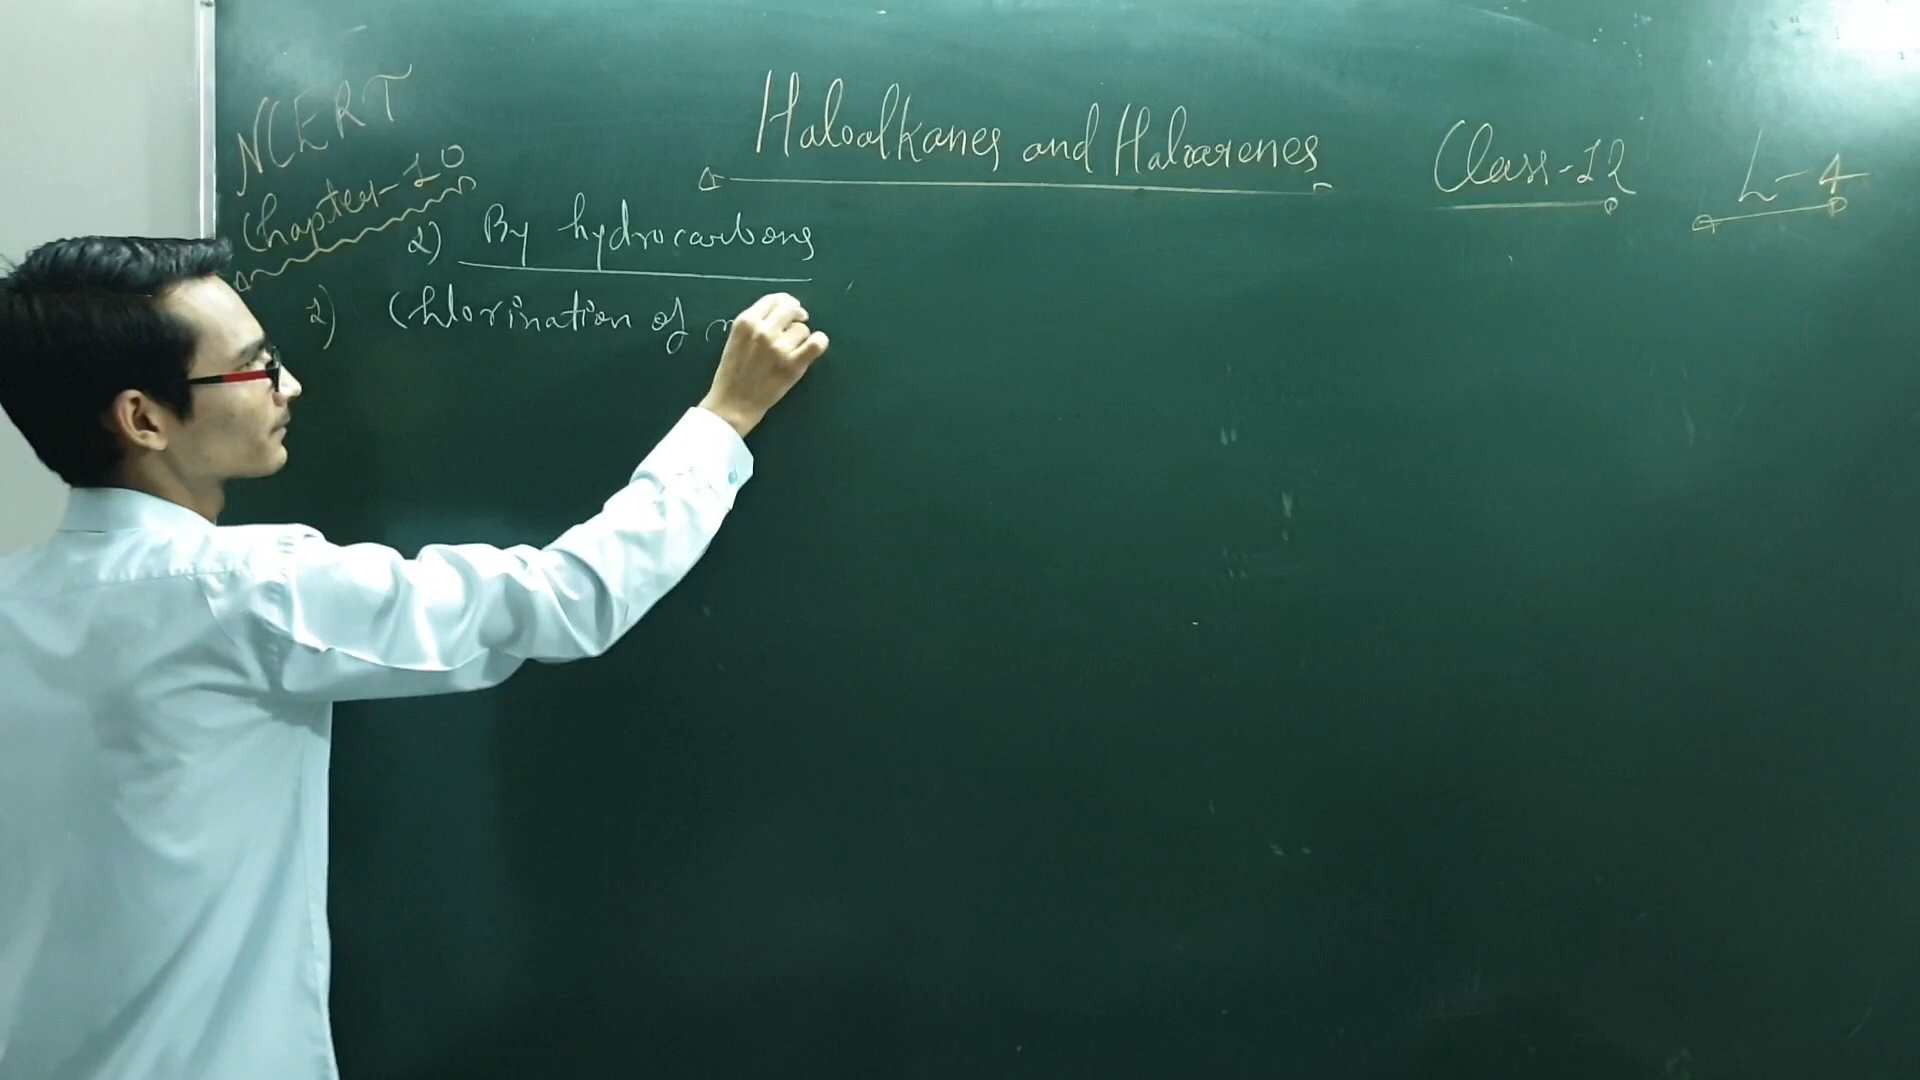 NCERT
Chapter-10
Haloalkanes and Haloarenes
Class-12
L-4
2) By hydrocarbons
1) Chlorination of